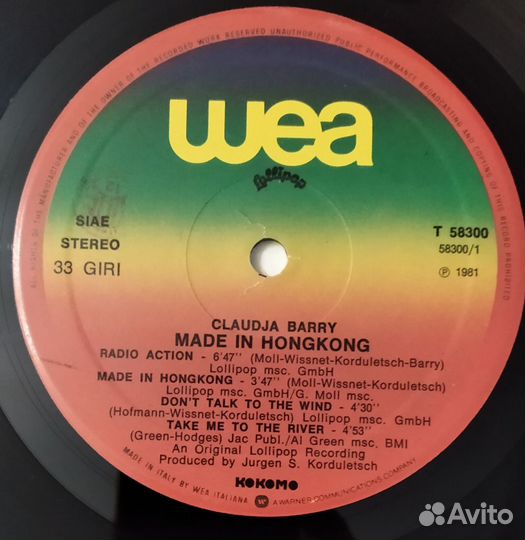 ALL RIGHTS OF THE MANUFACTURER AND OF THE OWNER OF THE RECORDED WORK RESERVED UNAUTHORIZED PUBLIC PERFORMANCE BROADCASTING AND COPYING OF THIS RECORD PROHIBITED
wea
Lollipop
SIAE
STEREO
33 GIRI
T 58300
58300/1
℗ 1981
CLAUDJA BARRY
MADE IN HONGKONG
RADIO ACTION - 6'47" (Moll-Wissnet-Korduletsch-Barry)
Lollipop msc. GmbH
MADE IN HONGKONG - 3'47" (Moll-Wissnet-Korduletsch)
Lollipop msc. GmbH/G. Moll msc.
DON'T TALK TO THE WIND - 4'30"
(Hofmann-Wissnet-Korduletsch) Lollipop msc. GmbH
TAKE ME TO THE RIVER - 4'53"
(Green-Hodges) Jac Publ./Al Green msc. BMI
An Original Lollipop Recording
Produced by Jurgen S. Korduletsch
KOKOMO
MADE IN ITALY BY WEA ITALIANA A WARNER COMMUNICATIONS COMPANY
Avito